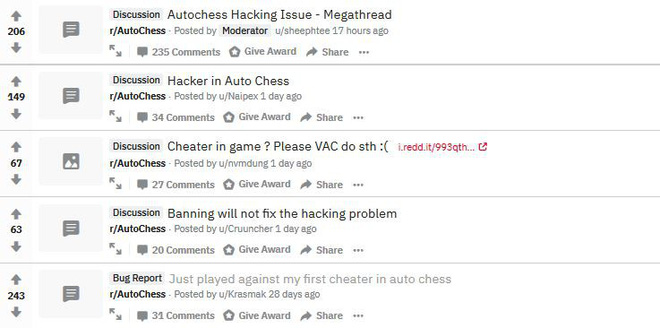 Discussion Autochess Hacking Issue - Megathread
206 r/AutoChess · Posted by Moderator u/sheephtee 17 hours ago
235 Comments Give Award Share ...
Discussion Hacker in Auto Chess
149 r/AutoChess · Posted by u/Naipex 1 day ago
34 Comments Give Award Share ...
Discussion Cheater in game ? Please VAC do sth :( i.redd.it/993qth...
67 r/AutoChess · Posted by u/nvmdung 1 day ago
27 Comments Give Award Share ...
Discussion Banning will not fix the hacking problem
63 r/AutoChess · Posted by u/Cruuncher 1 day ago
20 Comments Give Award Share ...
Bug Report Just played against my first cheater in auto chess
243 r/AutoChess · Posted by u/Krasmak 28 days ago
31 Comments Give Award Share ...